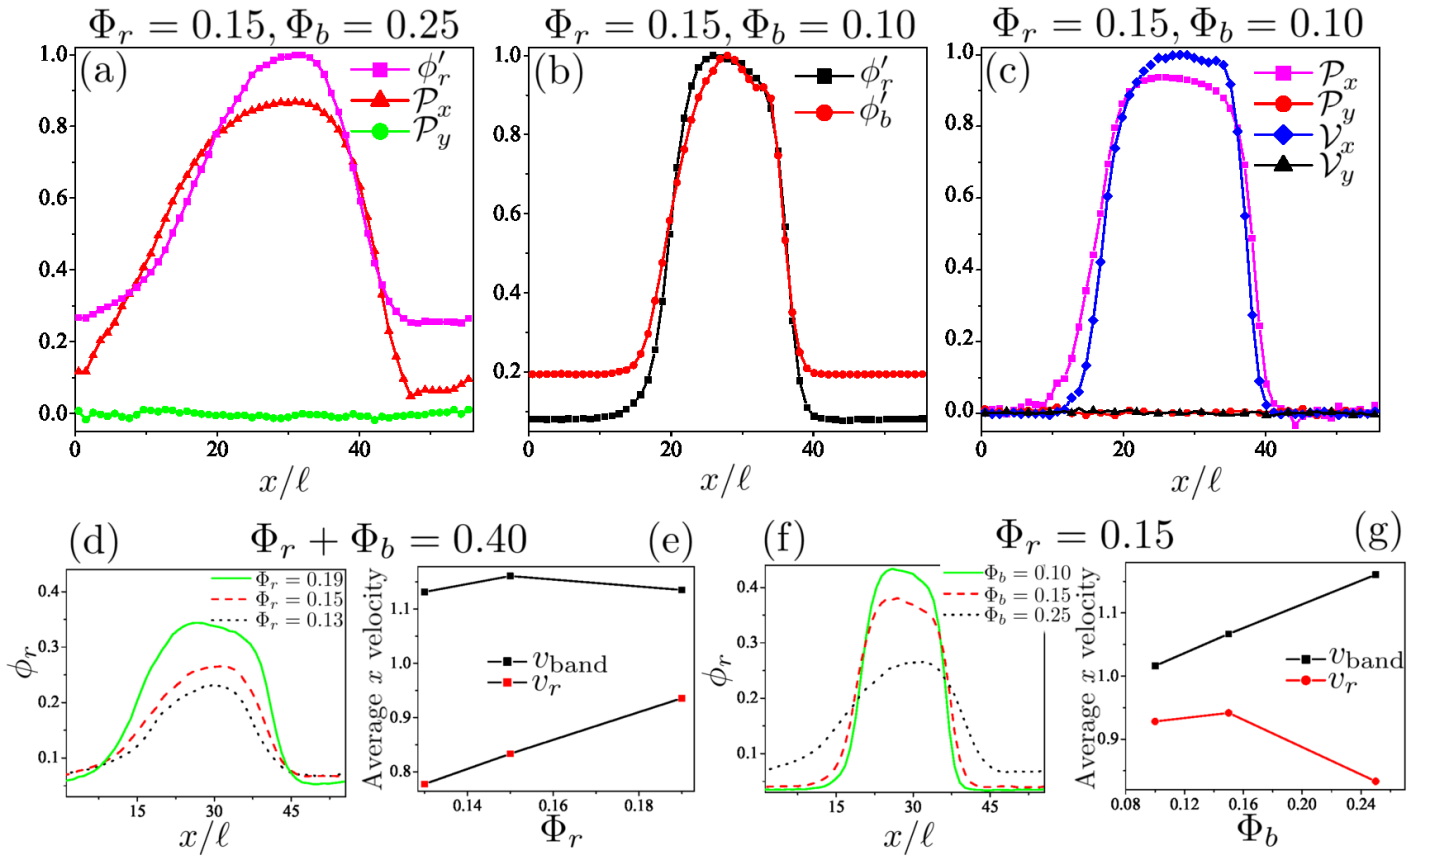 Φr = 0.15, Φb = 0.25
(a)
ϕ′r
𝒫x
𝒫y
1.0
0.8
0.6
0.4
0.2
0.0
0 20 40
x/ℓ
Φr = 0.15, Φb = 0.10
(b)
ϕ′r
ϕ′b
1.0
0.8
0.6
0.4
0.2
0 20 40
x/ℓ
Φr = 0.15, Φb = 0.10
(c)
𝒫x
𝒫y
𝒱x
𝒱y
1.0
0.8
0.6
0.4
0.2
0.0
0 20 40
x/ℓ
(d)
Φr + Φb = 0.40
(e)
Φr = 0.19
Φr = 0.15
Φr = 0.13
ϕr
0.4
0.3
0.2
0.1
15 30 45
x/ℓ
Average x velocity
1.1
1.0
0.9
0.8
vband
vr
0.14 0.16 0.18
Φr
(f)
Φr = 0.15
(g)
Φb = 0.10
Φb = 0.15
Φb = 0.25
ϕr
0.4
0.3
0.2
0.1
15 30 45
x/ℓ
Average x velocity
1.1
1.0
0.9
vband
vr
0.08 0.12 0.16 0.20 0.24
Φb